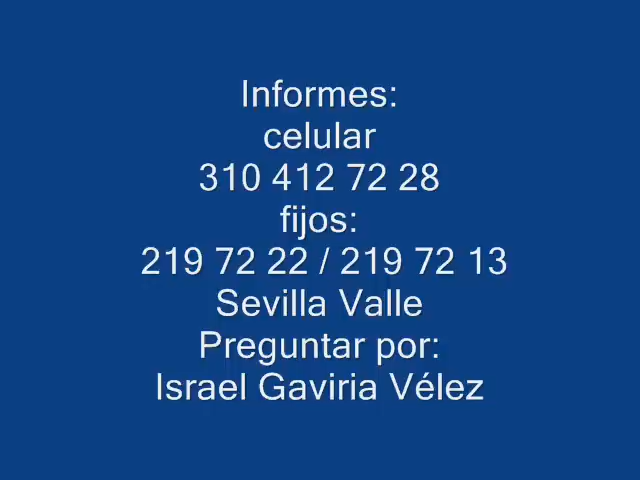 Informes:
celular
310 412 72 28
fijos:
219 72 22 / 219 72 13
Sevilla Valle
Preguntar por:
Israel Gaviria Vélez